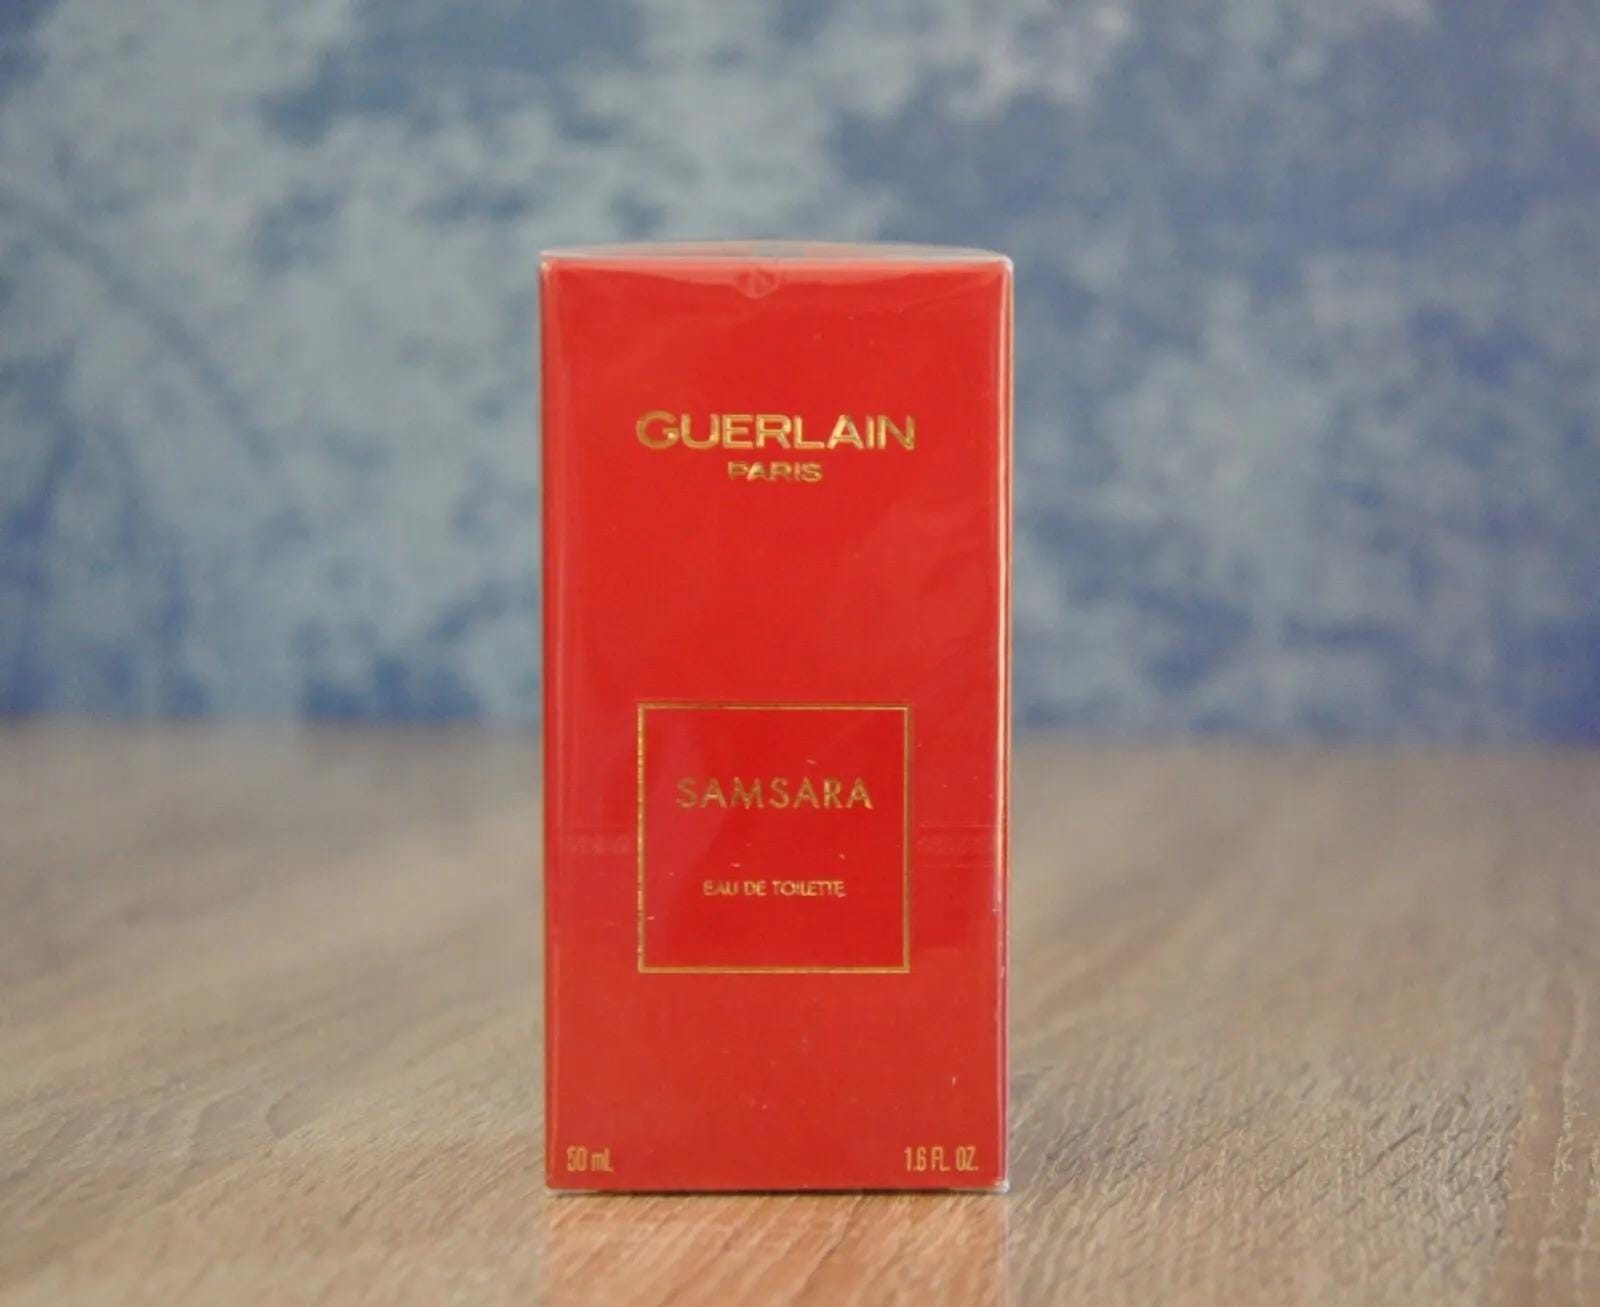 GUERLAIN
PARIS
SAMSARA
EAU DE TOILETTE
50 mL
1.6 FL. OZ.